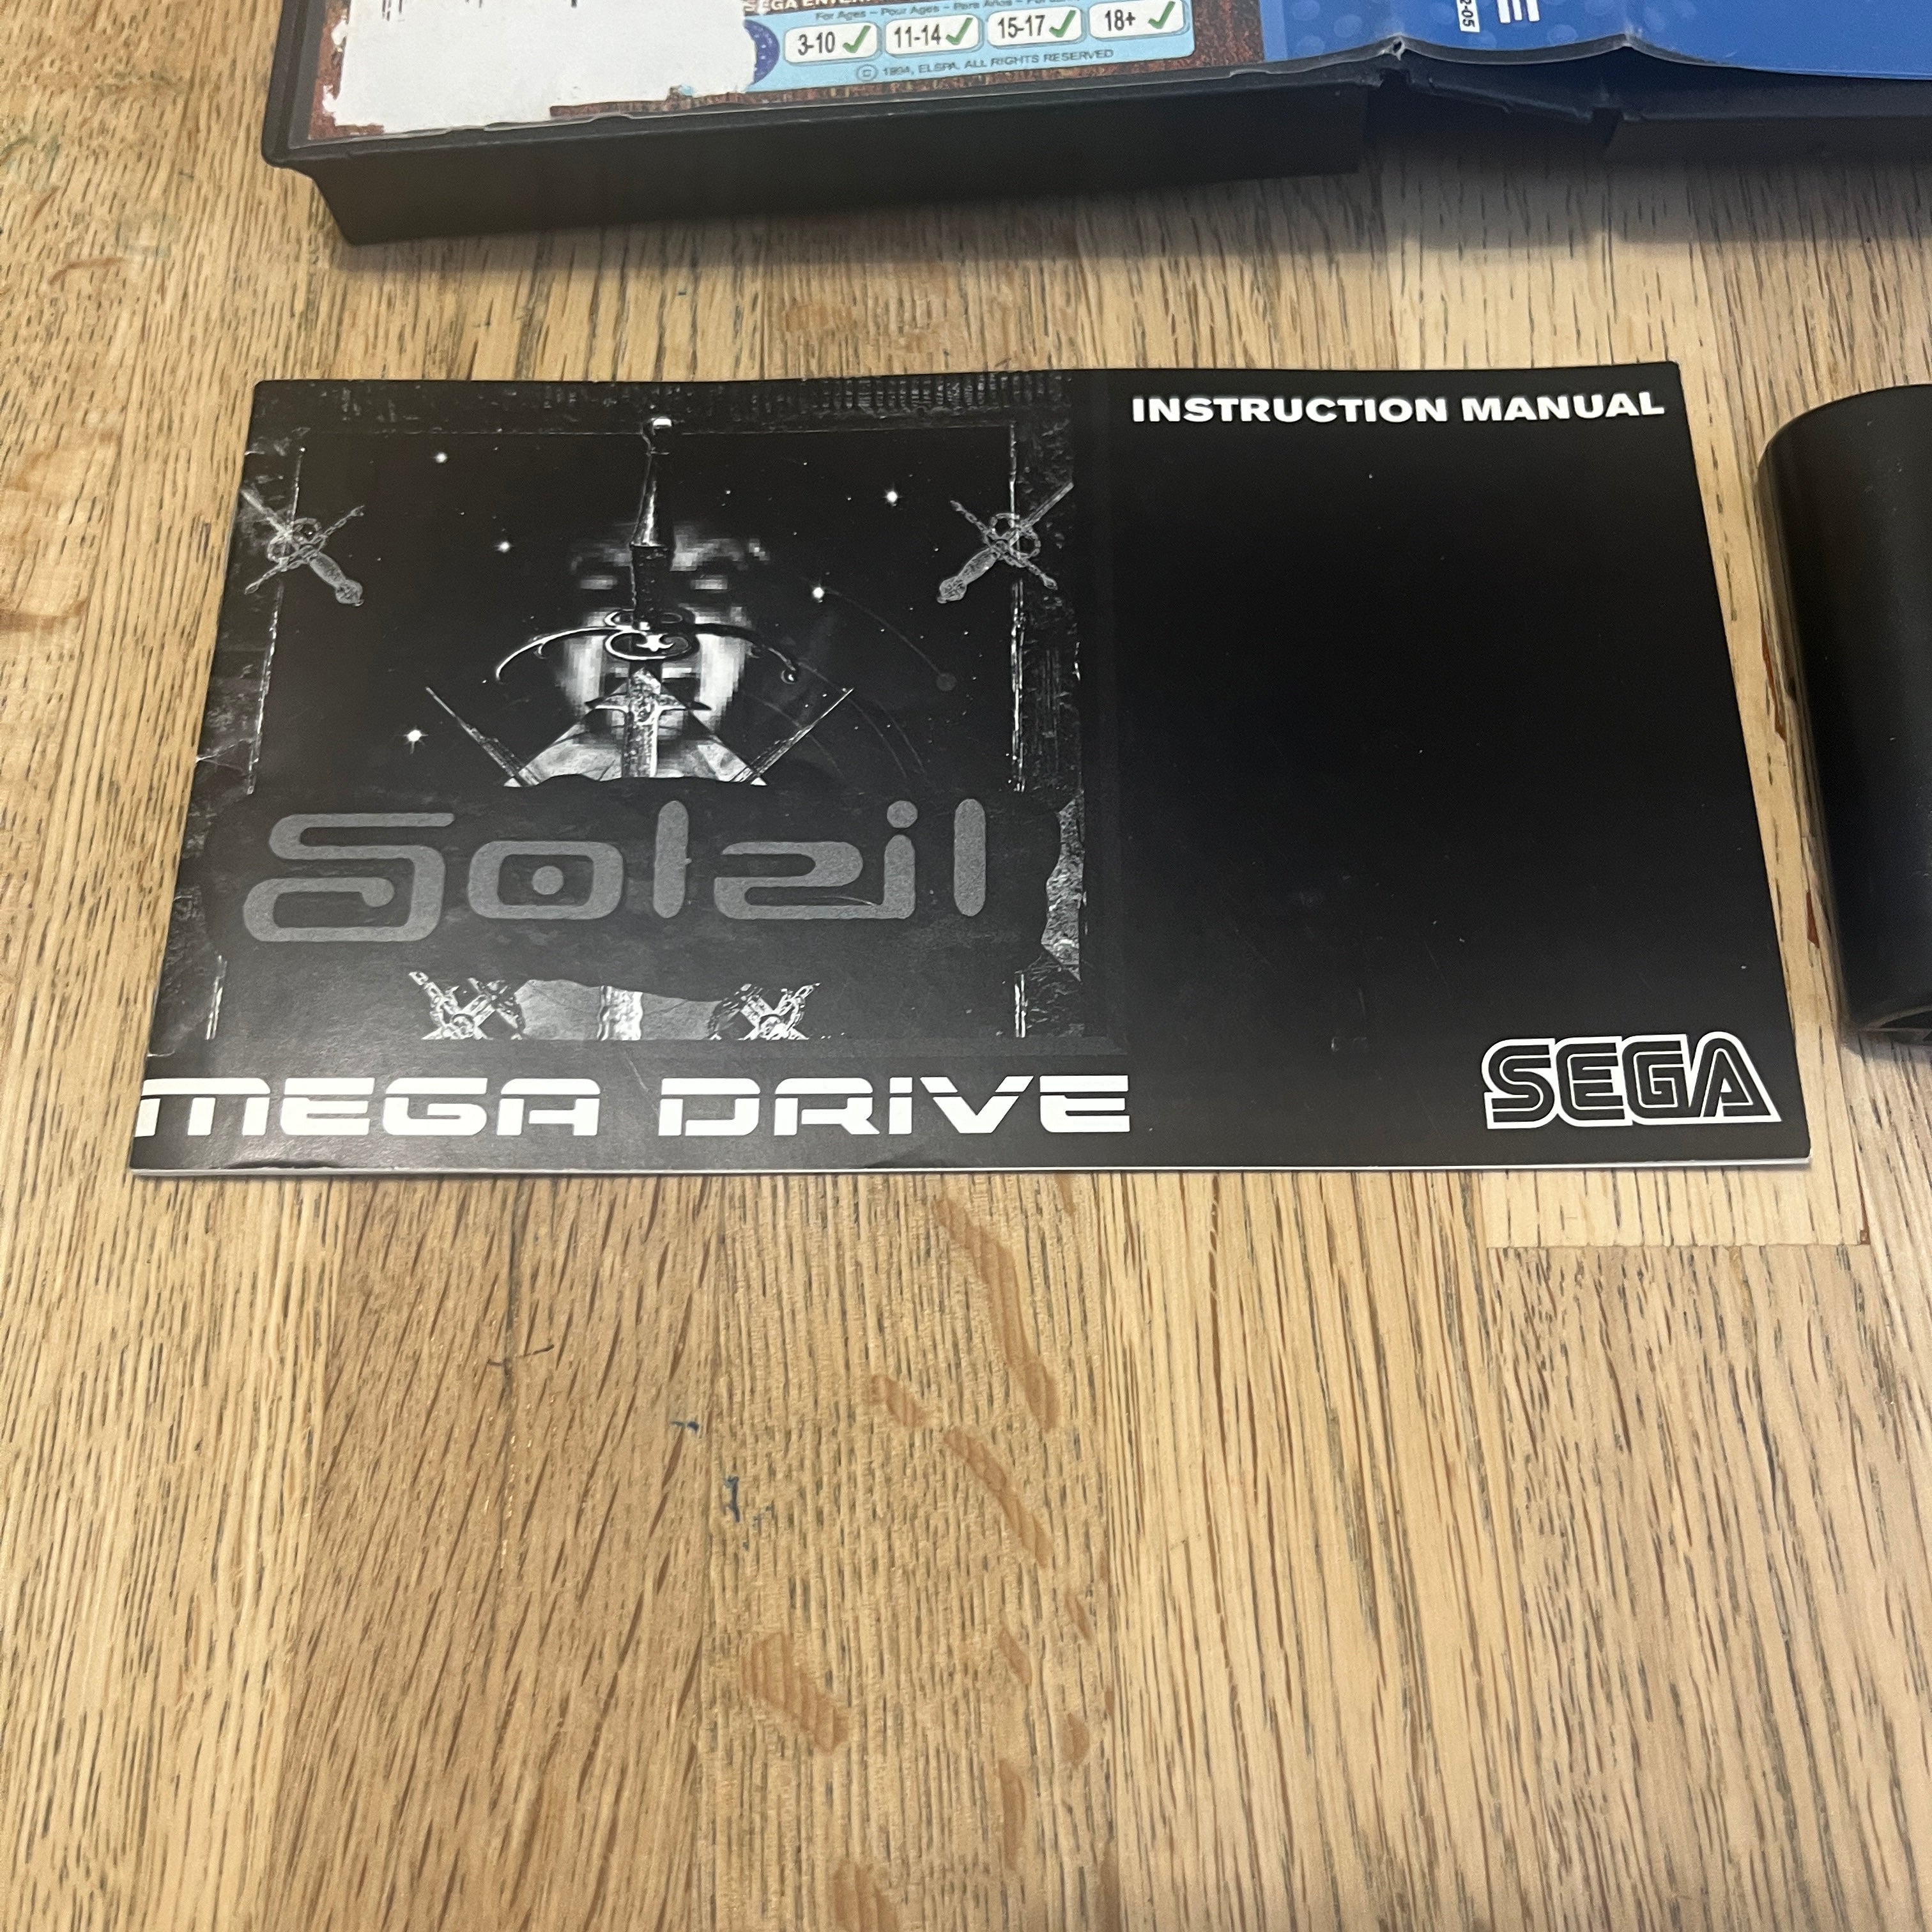 For Ages – Pour Ages – Para Años
3-10 11-14 15-17 18+
© 1994, ELSPA. ALL RIGHTS RESERVED
INSTRUCTION MANUAL
Soleil
MEGA DRIVE
SEGA